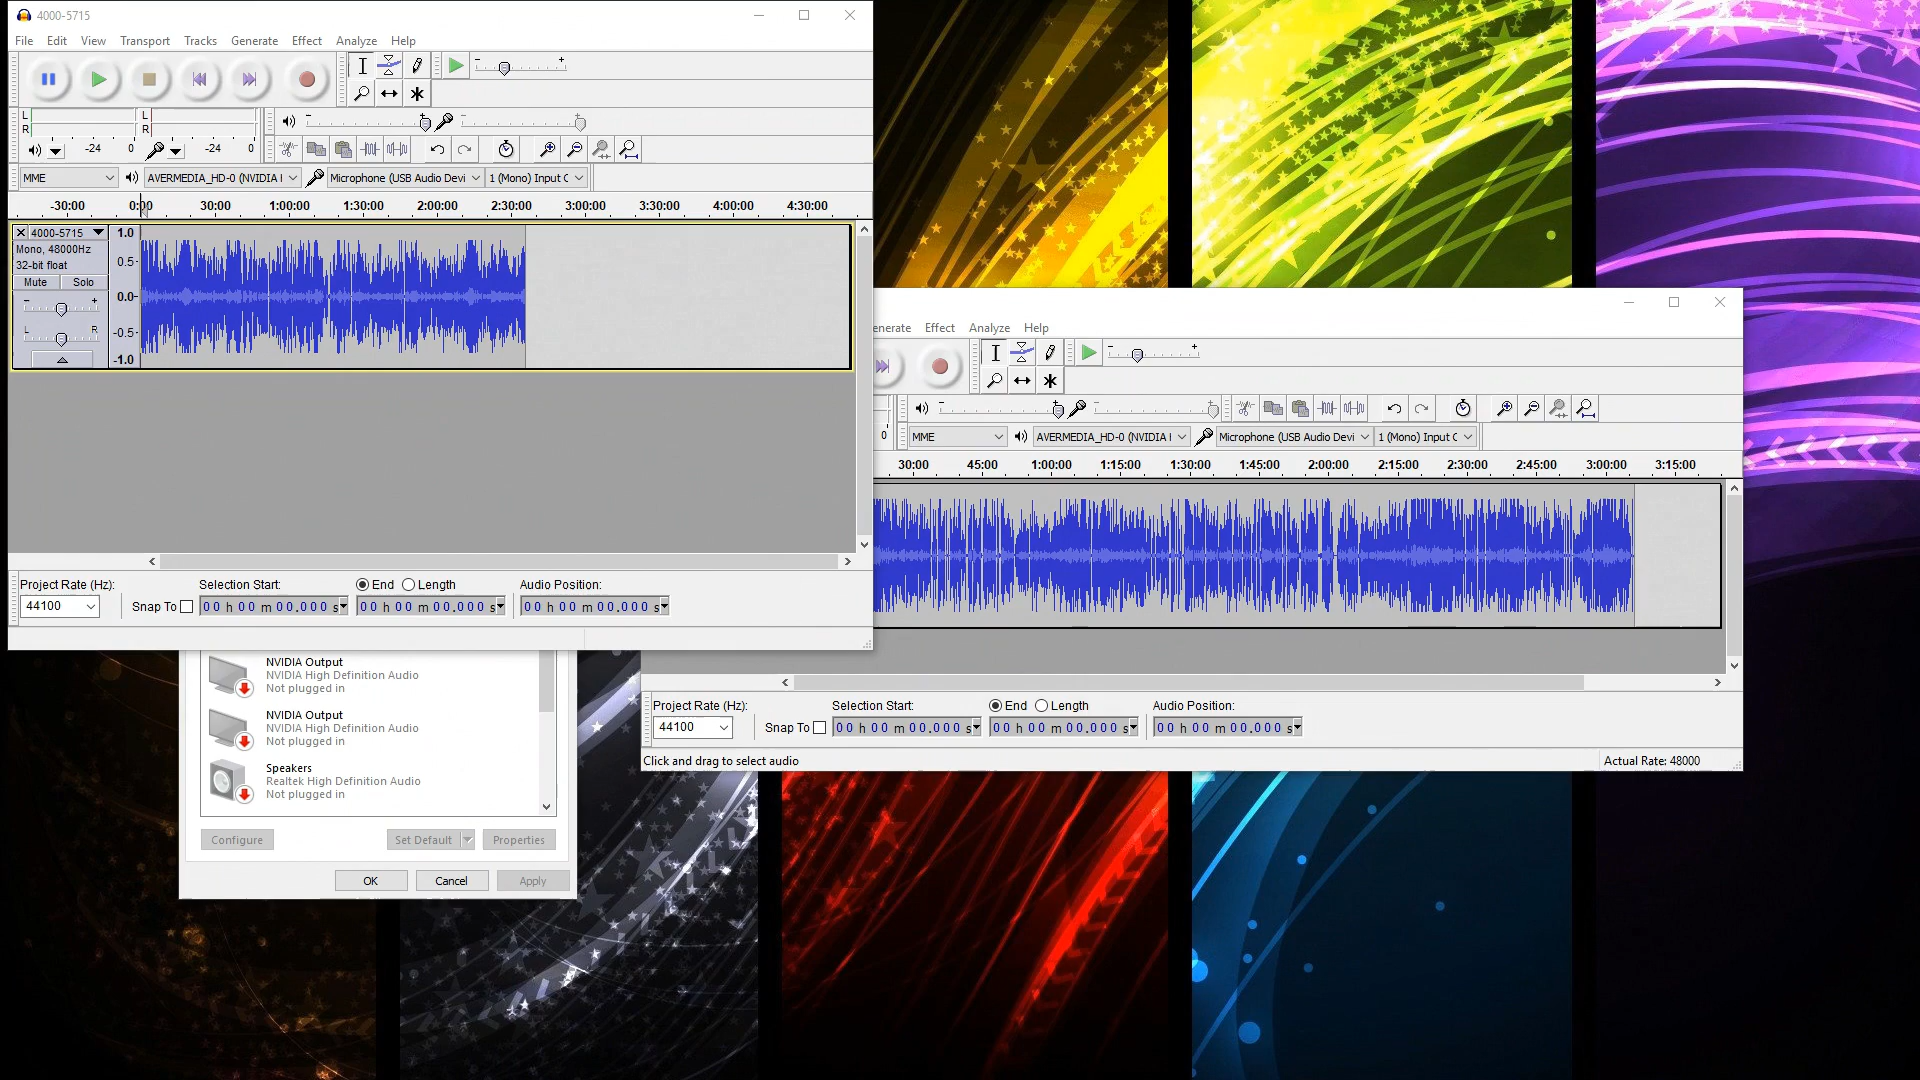 4000-5715
File Edit View Transport Tracks Generate Effect Analyze Help
L L
R R
-24 0 -24 0
MME AVERMEDIA_HD-0 (NVIDIA Microphone (USB Audio Devi 1 (Mono) Input C
-30:00 0:00 30:00 1:00:00 1:30:00 2:00:00 2:30:00 3:00:00 3:30:00 4:00:00 4:30:00
4000-5715
Mono, 48000Hz
32-bit float
Mute Solo
L R
1.0
0.5
0.0
-0.5
-1.0
Project Rate (Hz): Selection Start: End Length Audio Position:
44100 Snap To 00 h 00 m 00.000 s 00 h 00 m 00.000 s 00 h 00 m 00.000 s
enerate Effect Analyze Help
0 MME AVERMEDIA_HD-0 (NVIDIA Microphone (USB Audio Devi 1 (Mono) Input C
30:00 45:00 1:00:00 1:15:00 1:30:00 1:45:00 2:00:00 2:15:00 2:30:00 2:45:00 3:00:00 3:15:00
Project Rate (Hz): Selection Start: End Length Audio Position:
44100 Snap To 00 h 00 m 00.000 s 00 h 00 m 00.000 s 00 h 00 m 00.000 s
Click and drag to select audio Actual Rate: 48000
NVIDIA Output
NVIDIA High Definition Audio
Not plugged in
NVIDIA Output
NVIDIA High Definition Audio
Not plugged in
Speakers
Realtek High Definition Audio
Not plugged in
Configure Set Default Properties
OK Cancel Apply